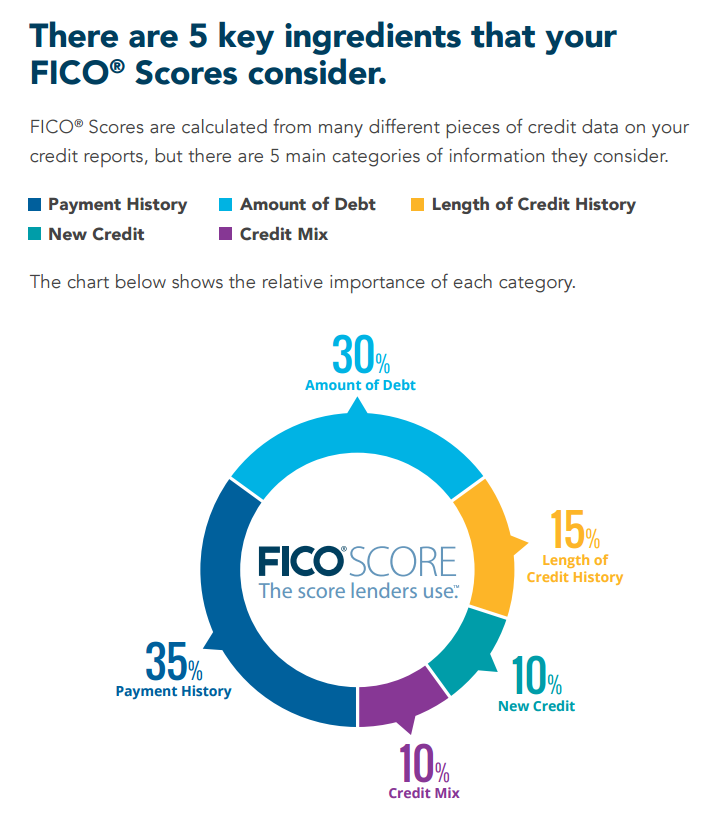 There are 5 key ingredients that your
FICO® Scores consider.
FICO® Scores are calculated from many different pieces of credit data on your
credit reports, but there are 5 main categories of information they consider.
Payment History
Amount of Debt
Length of Credit History
New Credit
Credit Mix
The chart below shows the relative importance of each category.
30%
Amount of Debt
15%
Length of
Credit History
FICO® SCORE
The score lenders use.™
35%
Payment History
10%
New Credit
10%
Credit Mix